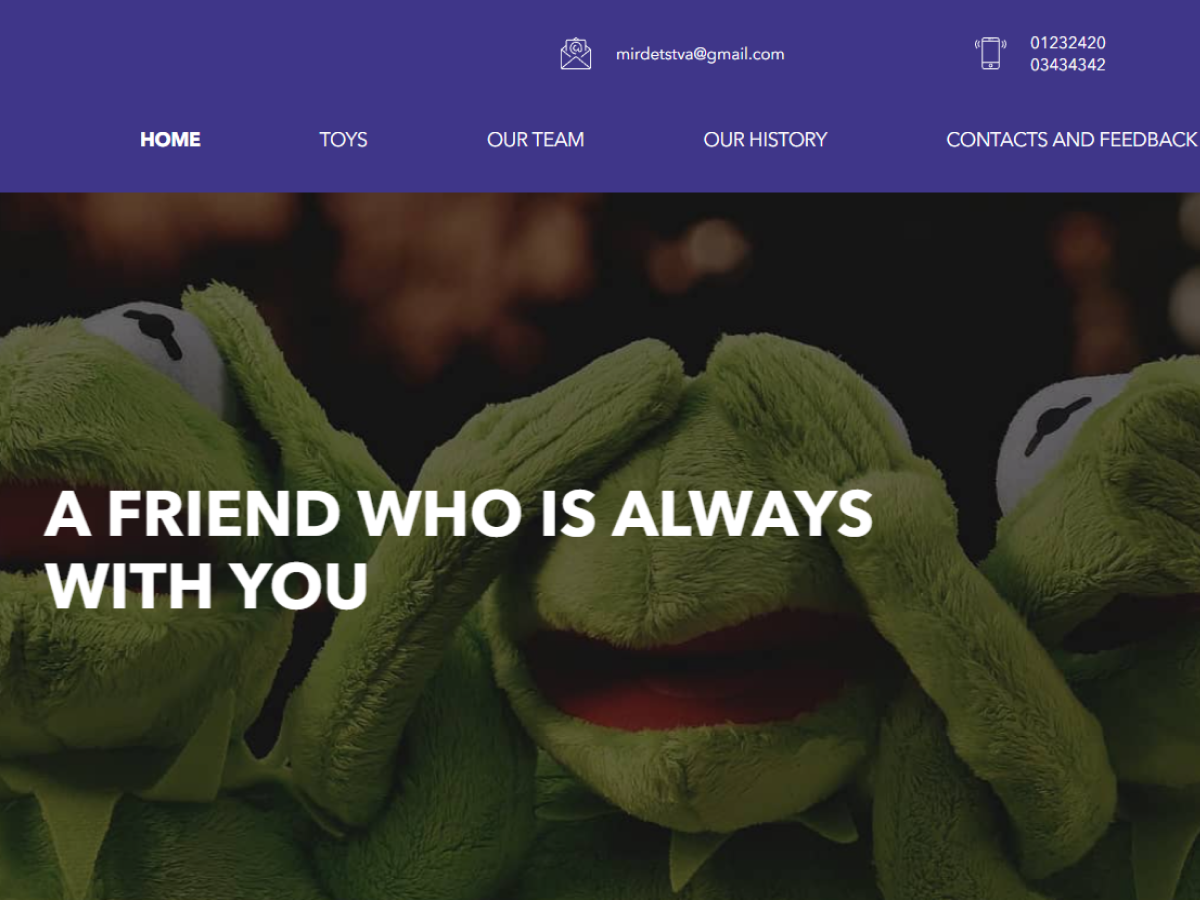 mirdetstva@gmail.com
01232420
03434342
HOME
TOYS
OUR TEAM
OUR HISTORY
CONTACTS AND FEEDBACK
A FRIEND WHO IS ALWAYS
WITH YOU